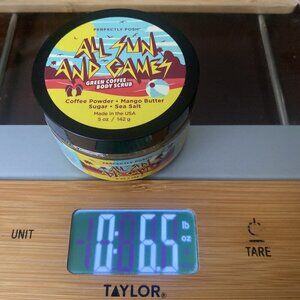 PERFECTLY POSH
ALL SUN
AND GAMES
GREEN COFFEE
BODY SCRUB
Coffee Powder • Mango Butter
Sugar • Sea Salt
Made in the USA
5 oz / 142 g
UNIT
0: 6.5
lb
oz
TARE
TAYLOR®